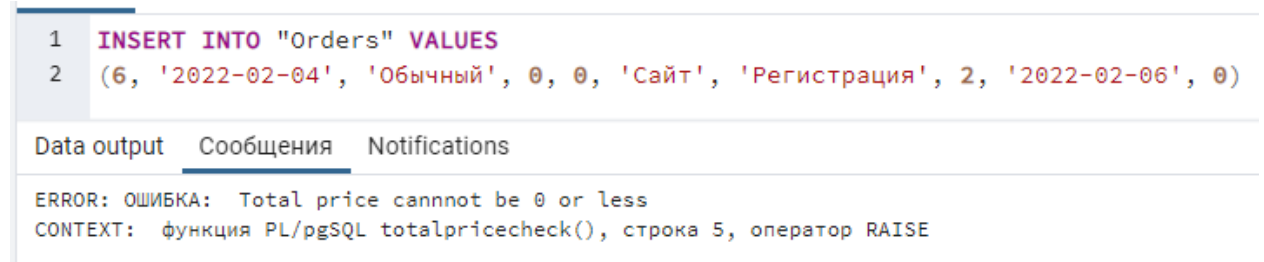 1 INSERT INTO "Orders" VALUES
2 (6, '2022-02-04', 'Обычный', 0, 0, 'Сайт', 'Регистрация', 2, '2022-02-06', 0)
Data output Сообщения Notifications
ERROR: ОШИБКА: Total price cannnot be 0 or less
CONTEXT: функция PL/pgSQL totalpricecheck(), строка 5, оператор RAISE